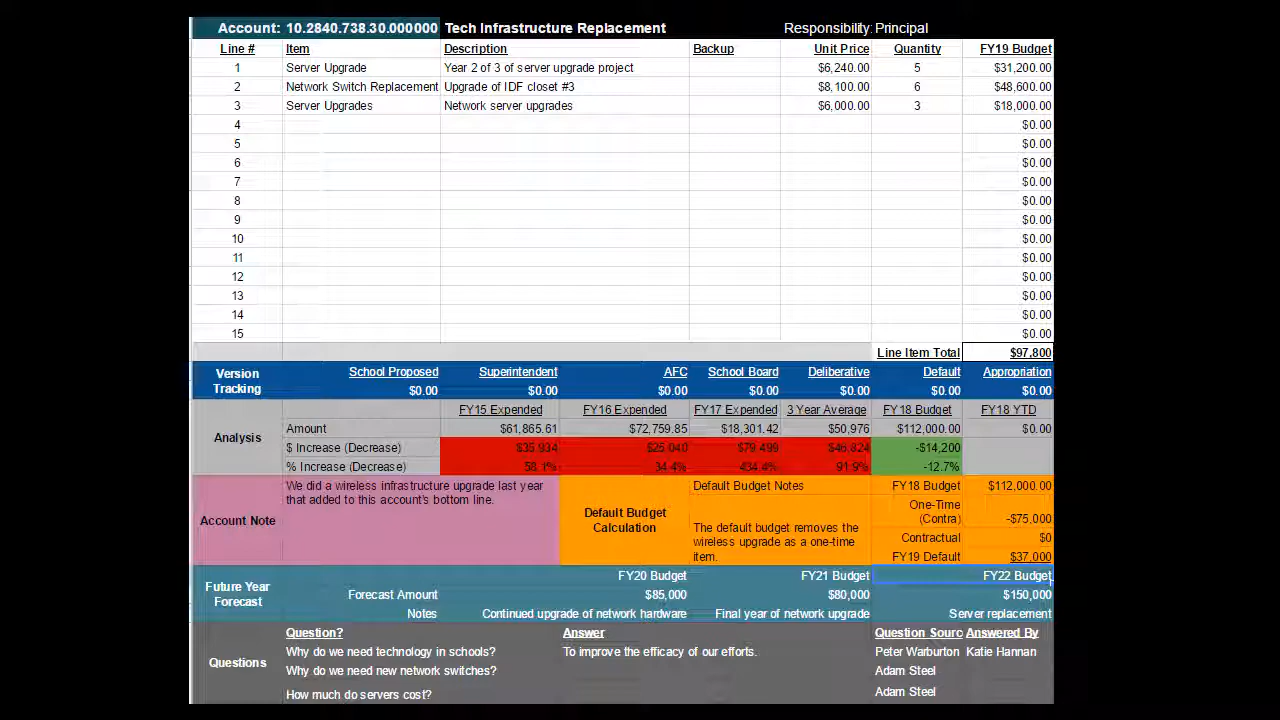 Account: 10.2840.738.30.000000 Tech Infrastructure Replacement Responsibility: Principal
Line # Item Description Backup Unit Price Quantity FY19 Budget
1 Server Upgrade Year 2 of 3 of server upgrade project $6,240.00 5 $31,200.00
2 Network Switch Replacement Upgrade of IDF closet #3 $8,100.00 6 $48,600.00
3 Server Upgrades Network server upgrades $6,000.00 3 $18,000.00
4 $0.00
5 $0.00
6 $0.00
7 $0.00
8 $0.00
9 $0.00
10 $0.00
11 $0.00
12 $0.00
13 $0.00
14 $0.00
15 $0.00
Line Item Total $97,800
Version Tracking School Proposed Superintendent AFC School Board Deliberative Default Appropriation
$0.00 $0.00 $0.00 $0.00 $0.00 $0.00 $0.00
FY15 Expended FY16 Expended FY17 Expended 3 Year Average FY18 Budget FY18 YTD
Analysis Amount $61,865.61 $72,759.85 $18,301.42 $50,976 $112,000.00 $0.00
$ Increase (Decrease) $35,934 $25,040 $79,499 $46,824 -$14,200
% Increase (Decrease) 58.1% 34.4% 434.4% 91.9% -12.7%
Account Note
We did a wireless infrastructure upgrade last year
that added to this account's bottom line.
Default Budget
Calculation
Default Budget Notes
The default budget removes the
wireless upgrade as a one-time
item.
FY18 Budget $112,000.00
One-Time
(Contra) -$75,000
Contractual $0
FY19 Default $37,000
Future Year
Forecast
FY20 Budget FY21 Budget FY22 Budget
Forecast Amount $85,000 $80,000 $150,000
Notes Continued upgrade of network hardware Final year of network upgrade Server replacement
Questions
Question? Answer Question Sourc Answered By
Why do we need technology in schools? To improve the efficacy of our efforts. Peter Warburton Katie Hannan
Why do we need new network switches? Adam Steel
How much do servers cost? Adam Steel